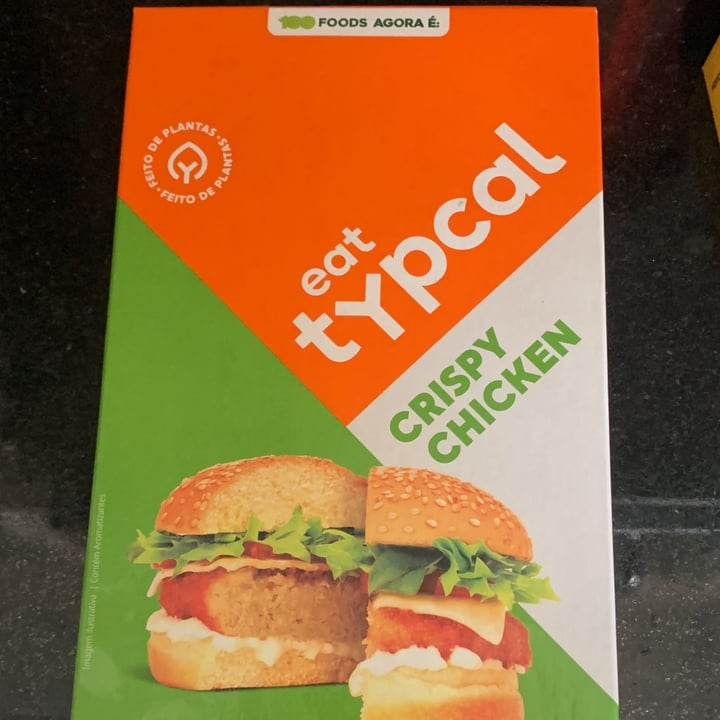 100 FOODS AGORA É:
FEITO DE PLANTAS · FEITO DE PLANTAS ·
eat
typcal
CRISPY
CHICKEN
Imagem ilustrativa | Contém Aromatizantes